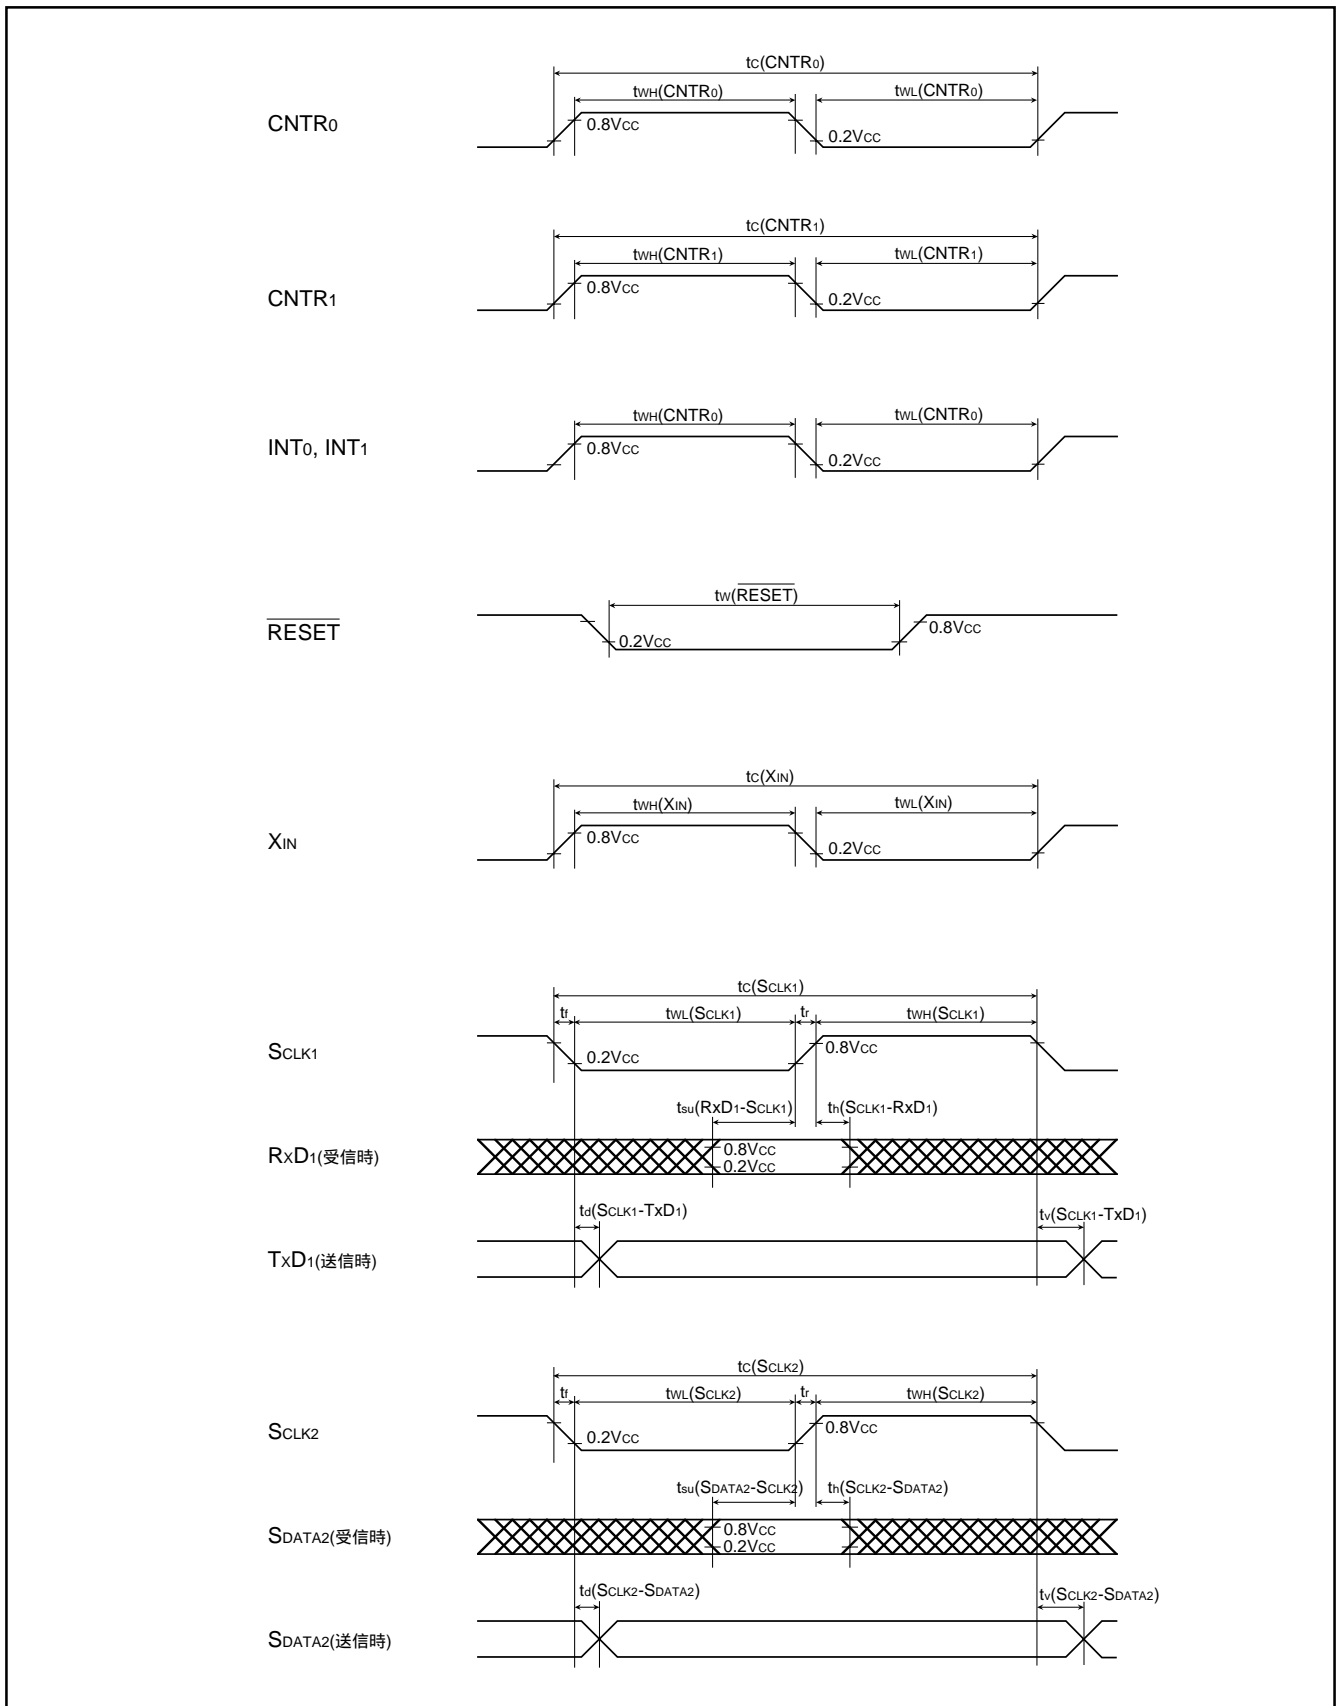 tC(CNTR0)
tWH(CNTR0) tWL(CNTR0)
CNTR0 0.8VCC 0.2VCC
tC(CNTR1)
tWH(CNTR1) tWL(CNTR1)
CNTR1 0.8VCC 0.2VCC
tWH(CNTR0) tWL(CNTR0)
INT0, INT1 0.8VCC 0.2VCC
tW(RESET)
RESET 0.2VCC 0.8VCC
tC(XIN)
tWH(XIN) tWL(XIN)
XIN 0.8VCC 0.2VCC
tC(SCLK1)
tf tWL(SCLK1) tr tWH(SCLK1)
SCLK1 0.2VCC 0.8VCC
tsu(RxD1-SCLK1) th(SCLK1-RxD1)
RXD1(受信時) 0.8VCC
0.2VCC
td(SCLK1-TxD1) tv(SCLK1-TxD1)
TXD1(送信時)
tC(SCLK2)
tf tWL(SCLK2) tr tWH(SCLK2)
SCLK2 0.2VCC 0.8VCC
tsu(SDATA2-SCLK2) th(SCLK2-SDATA2)
SDATA2(受信時) 0.8VCC
0.2VCC
td(SCLK2-SDATA2) tv(SCLK2-SDATA2)
SDATA2(送信時)